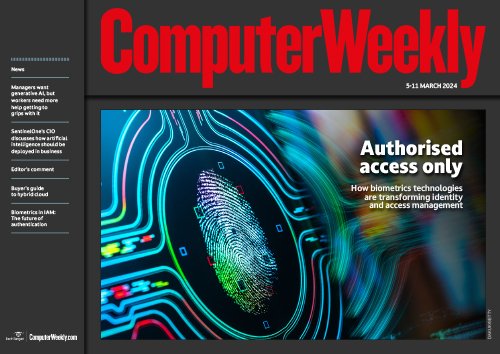 ComputerWeekly
5-11 MARCH 2024
News
Managers want
generative AI, but
workers need more
help getting to
grips with it
SentinelOne's CIO
discusses how artificial
intelligence should be
deployed in business
Editor's comment
Buyer's guide
to hybrid cloud
Biometrics in IAM:
The future of
authentication
Authorised
access only
How biometrics technologies
are transforming identity
and access management
TechTarget
ComputerWeekly.com